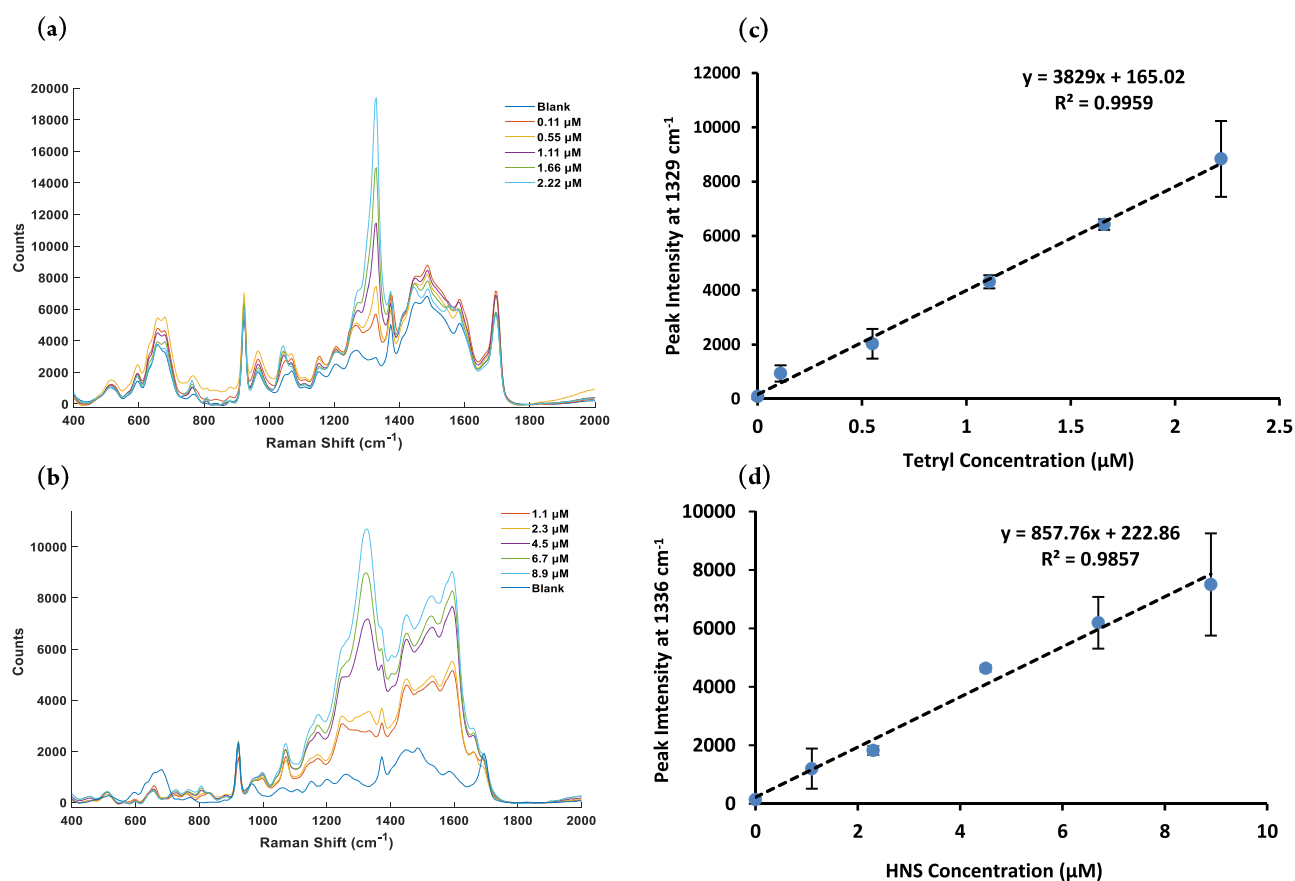 (a)
20000
18000
16000
14000
12000
10000
8000
6000
4000
2000
0
Counts
400 600 800 1000 1200 1400 1600 1800 2000
Raman Shift (cm-1)
Blank
0.11 µM
0.55 µM
1.11 µM
1.66 µM
2.22 µM
(c)
12000
10000
8000
6000
4000
2000
0
Peak Intensity at 1329 cm-1
y = 3829x + 165.02
R² = 0.9959
0 0.5 1 1.5 2 2.5
Tetryl Concentration (µM)
(b)
10000
8000
6000
4000
2000
0
Counts
400 600 800 1000 1200 1400 1600 1800 2000
Raman Shift (cm-1)
1.1 µM
2.3 µM
4.5 µM
6.7 µM
8.9 µM
Blank
(d)
10000
8000
6000
4000
2000
0
Peak Imtensity at 1336 cm-1
y = 857.76x + 222.86
R² = 0.9857
0 2 4 6 8 10
HNS Concentration (µM)